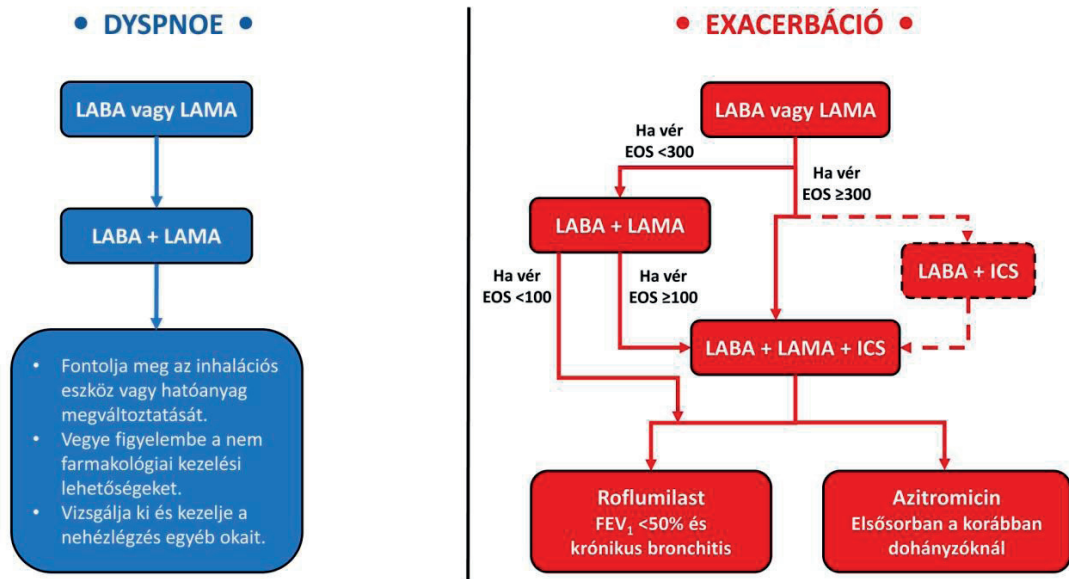 • DYSPNOE •
LABA vagy LAMA
LABA + LAMA
• Fontolja meg az inhalációs
eszköz vagy hatóanyag
megváltoztatását.
• Vegye figyelembe a nem
farmakológiai kezelési
lehetőségeket.
• Vizsgálja ki és kezelje a
nehézlégzés egyéb okait.
• EXACERBÁCIÓ •
LABA vagy LAMA
Ha vér
EOS <300
Ha vér
EOS ≥300
LABA + LAMA
LABA + ICS
Ha vér
EOS <100
Ha vér
EOS ≥100
LABA + LAMA + ICS
Roflumilast
FEV₁ <50% és
krónikus bronchitis
Azitromicin
Elsősorban a korábban
dohányzóknál